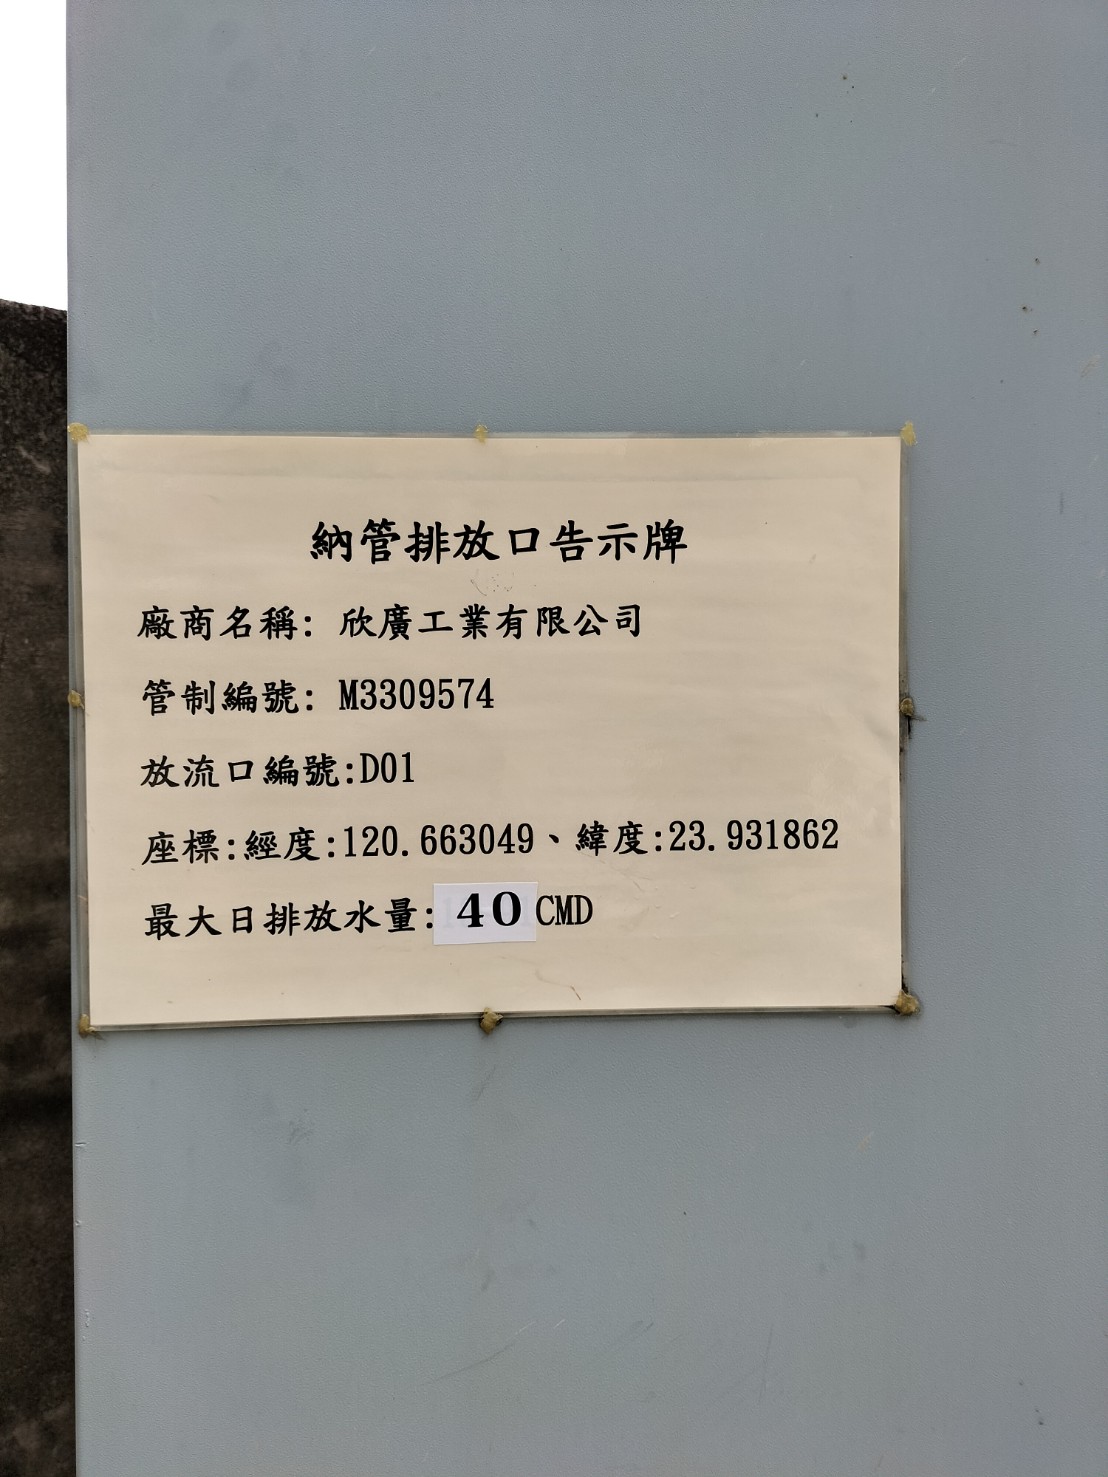 納管排放口告示牌
廠商名稱: 欣廣工業有限公司
管制編號: M3309574
放流口編號:D01
座標:經度:120.663049、緯度:23.931862
最大日排放水量:40CMD